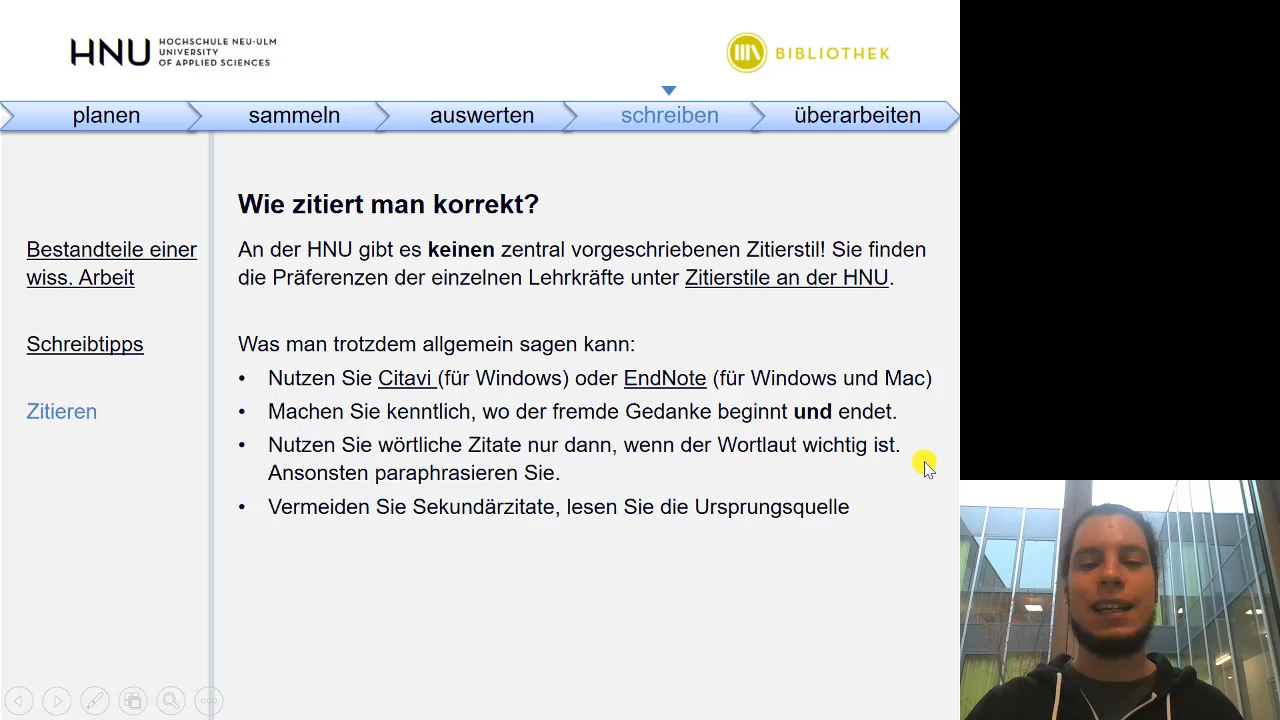 HNU HOCHSCHULE NEU-ULM
UNIVERSITY
OF APPLIED SCIENCES
BIBLIOTHEK
planen sammeln auswerten schreiben überarbeiten
Wie zitiert man korrekt?
Bestandteile einer
wiss. Arbeit
An der HNU gibt es keinen zentral vorgeschriebenen Zitierstil! Sie finden
die Präferenzen der einzelnen Lehrkräfte unter Zitierstile an der HNU.
Schreibtipps
Was man trotzdem allgemein sagen kann:
• Nutzen Sie Citavi (für Windows) oder EndNote (für Windows und Mac)
Zitieren
• Machen Sie kenntlich, wo der fremde Gedanke beginnt und endet.
• Nutzen Sie wörtliche Zitate nur dann, wenn der Wortlaut wichtig ist.
Ansonsten paraphrasieren Sie.
• Vermeiden Sie Sekundärzitate, lesen Sie die Ursprungsquelle